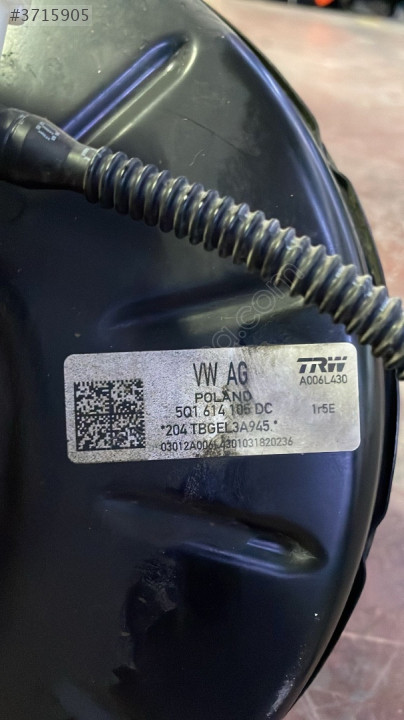 #3715905
VW AG
TRW
A006L430
POLAND
5Q1 614 105 DC 1r5E
*204 TBGEL3A945.*
03012A006L4301031820236